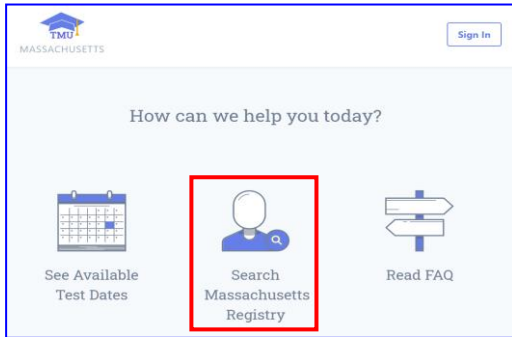 TMU
MASSACHUSETTS
Sign In
How can we help you today?
See Available
Test Dates
Search
Massachusetts
Registry
Read FAQ